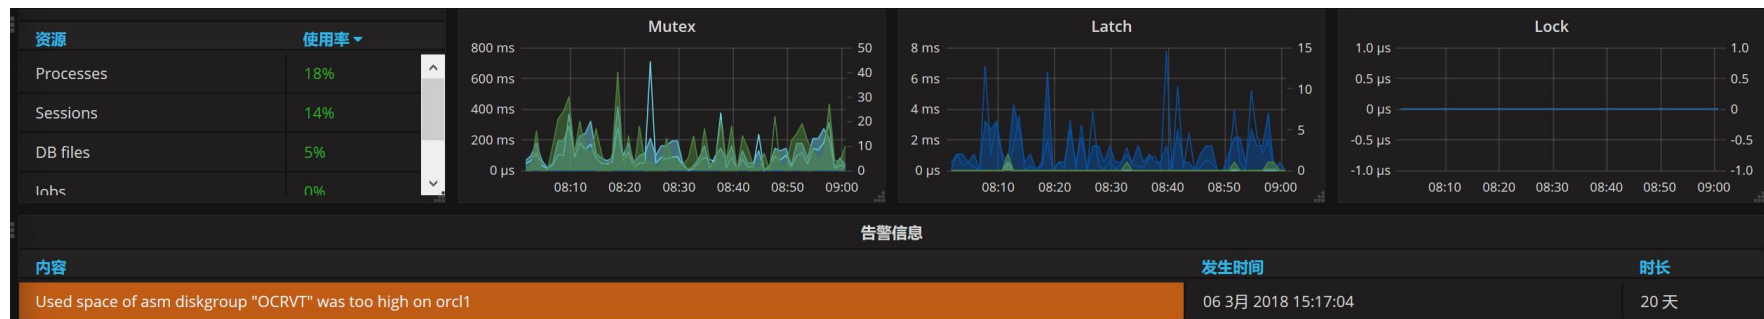 资源 使用率
Processes 18%
Sessions 14%
DB files 5%
Jobs 0%
Mutex
800 ms 50
600 ms 40
400 ms 30
200 ms 20
10
0 µs 0
08:10 08:20 08:30 08:40 08:50 09:00
Latch
8 ms 15
6 ms 10
4 ms
2 ms 5
0 µs 0
08:10 08:20 08:30 08:40 08:50 09:00
Lock
1.0 µs 1.0
0.5 µs 0.5
0 µs 0
-0.5 µs -0.5
-1.0 µs -1.0
08:10 08:20 08:30 08:40 08:50 09:00
告警信息
内容 发生时间 时长
Used space of asm diskgroup "OCRVT" was too high on orcl1 06 3月 2018 15:17:04 20 天